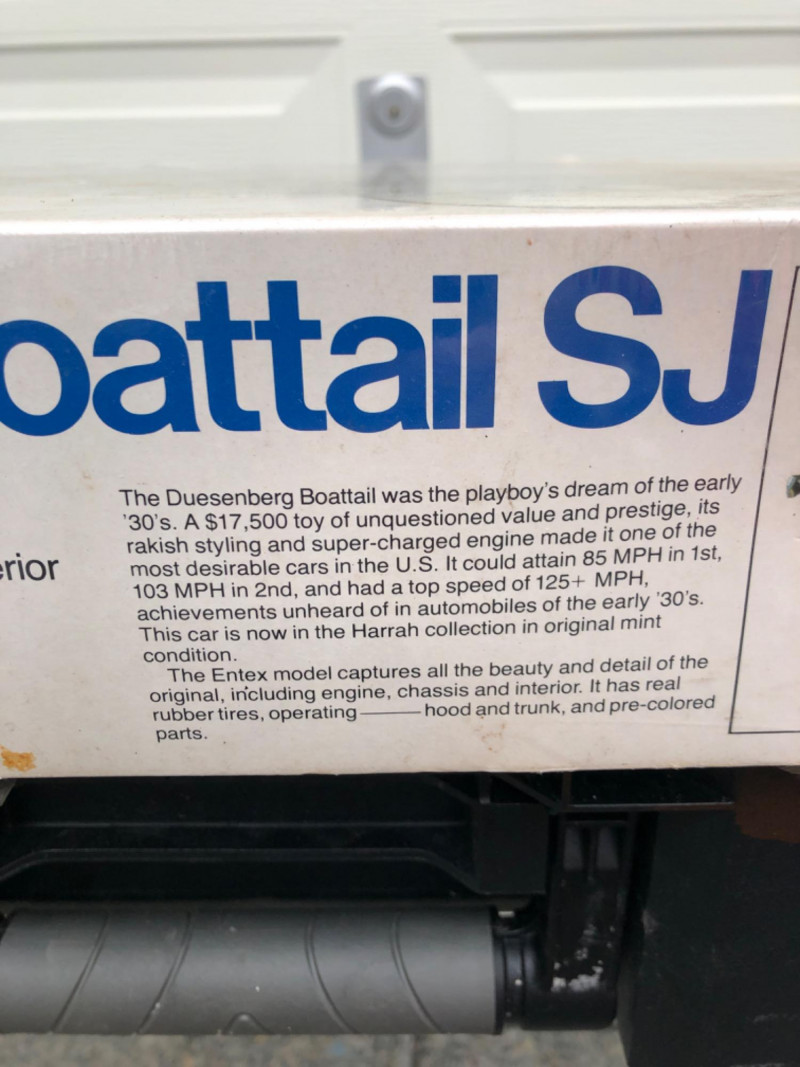 oattail SJ
erior
The Duesenberg Boattail was the playboy's dream of the early
'30's. A $17,500 toy of unquestioned value and prestige, its
rakish styling and super-charged engine made it one of the
most desirable cars in the U.S. It could attain 85 MPH in 1st,
103 MPH in 2nd, and had a top speed of 125+ MPH,
achievements unheard of in automobiles of the early '30's.
This car is now in the Harrah collection in original mint
condition.
The Entex model captures all the beauty and detail of the
original, including engine, chassis and interior. It has real
rubber tires, operating——hood and trunk, and pre-colored
parts.